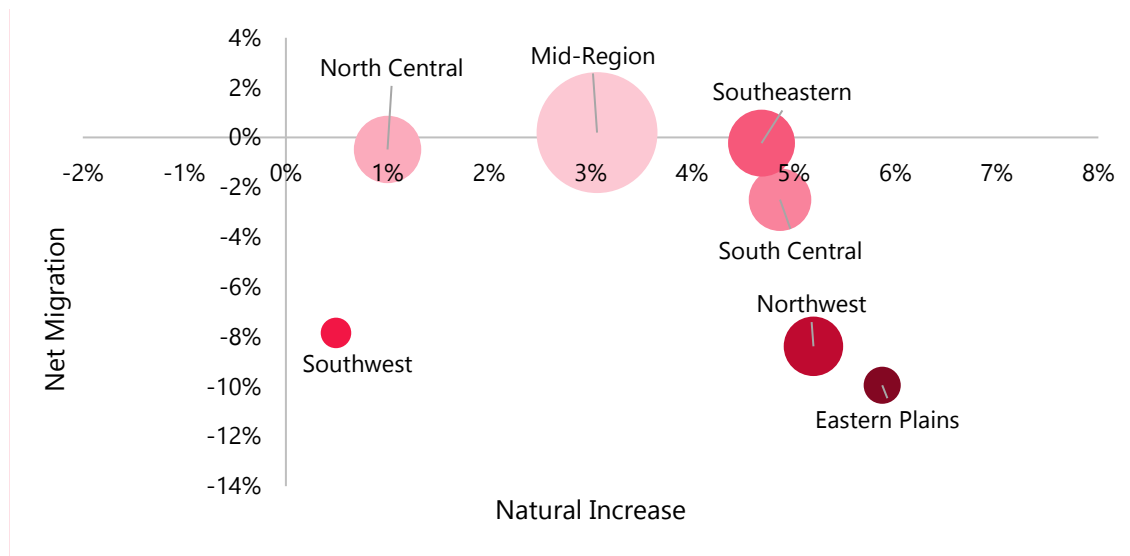 4%
North Central
Mid-Region
2%
Southeastern
0%
-2%
-1%
0%
1%
2%
3%
4%
5%
6%
7%
8%
-2%
-4%
South Central
-6%
Northwest
-8%
Southwest
-10%
Eastern Plains
-12%
-14%
Net Migration
Natural Increase